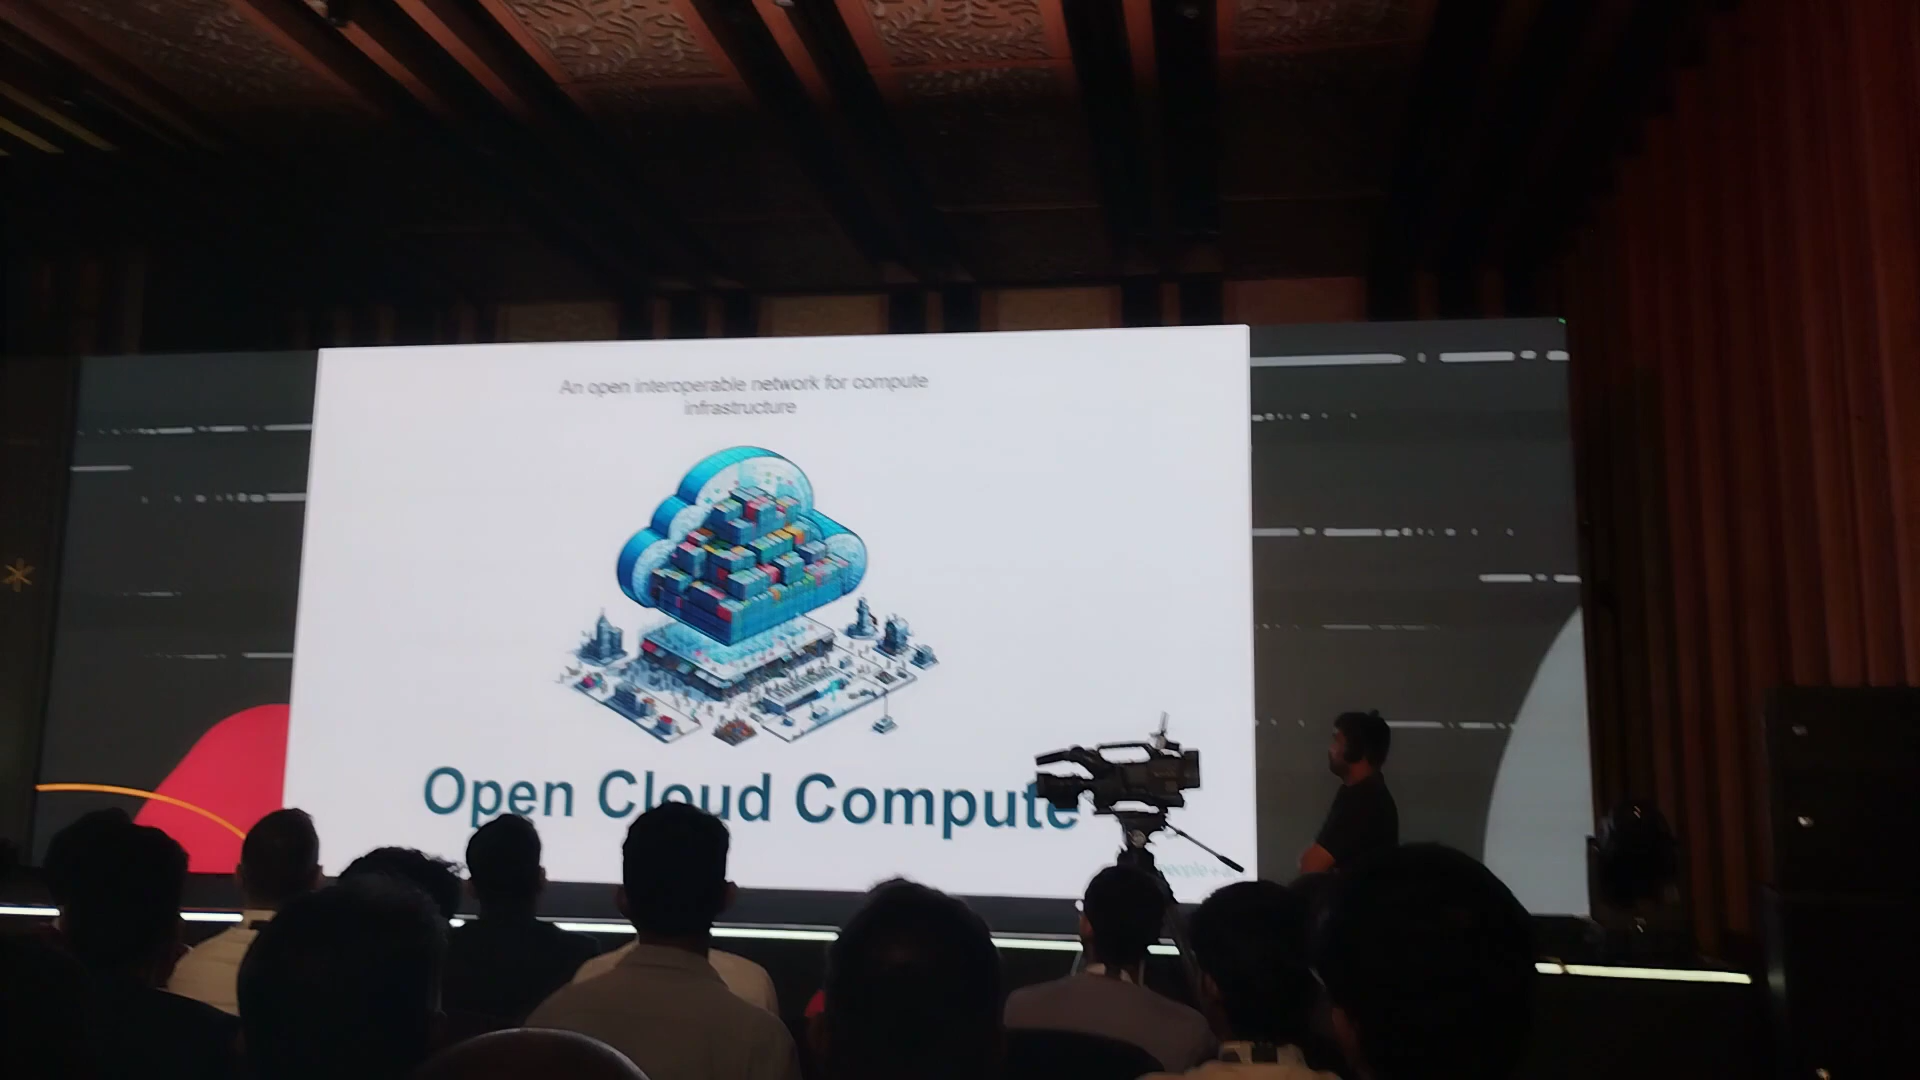 An open interoperable network for compute
infrastructure
Open Cloud Compute